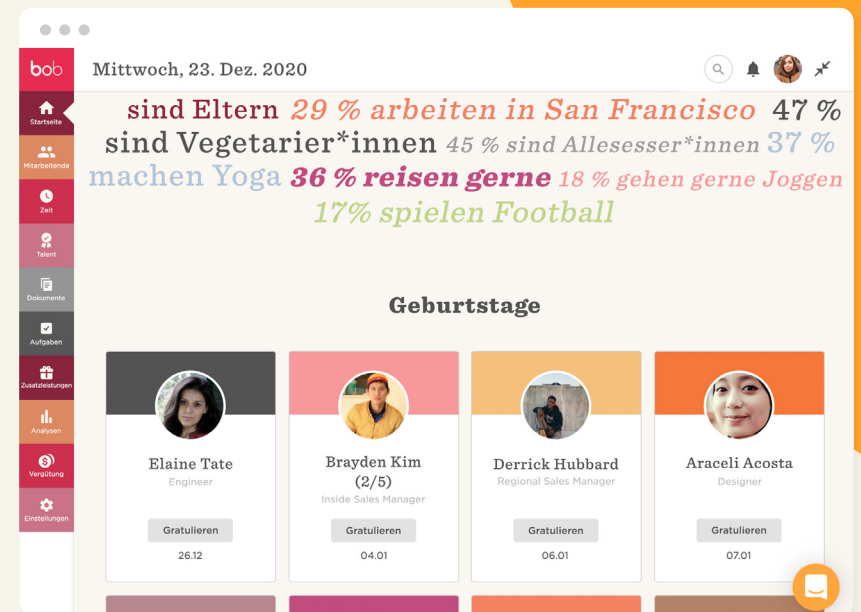 bob
Mittwoch, 23. Dez. 2020
Startseite
Mitarbeitende
Zeit
Talent
Dokumente
Aufgaben
Zusatzleistungen
Analysen
Vergütung
Einstellungen
sind Eltern 29 % arbeiten in San Francisco 47 %
sind Vegetarier*innen 45 % sind Allesesser*innen 37 %
machen Yoga 36 % reisen gerne 18 % gehen gerne Joggen
17% spielen Football
Geburtstage
Elaine Tate
Engineer
Gratulieren
26.12
Brayden Kim
(2/5)
Inside Sales Manager
Gratulieren
04.01
Derrick Hubbard
Regional Sales Manager
Gratulieren
06.01
Araceli Acosta
Designer
Gratulieren
07.01